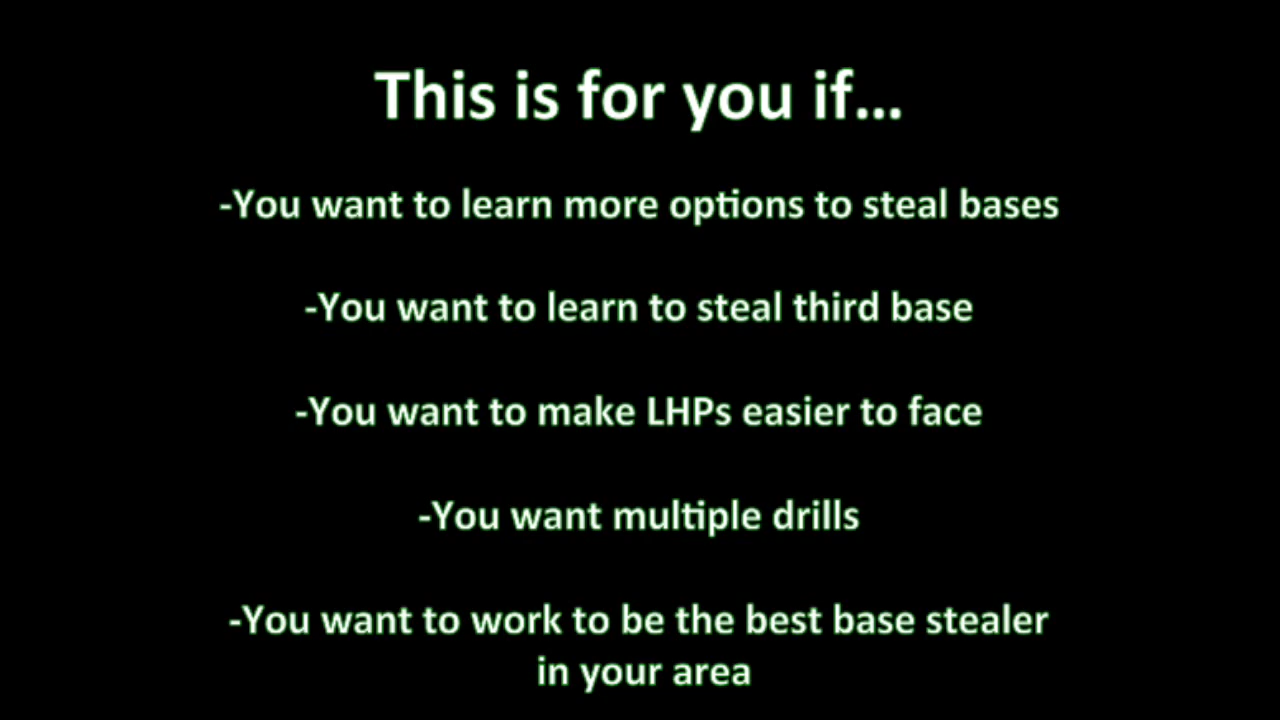 This is for you if...
-You want to learn more options to steal bases
-You want to learn to steal third base
-You want to make LHPs easier to face
-You want multiple drills
-You want to work to be the best base stealer
in your area